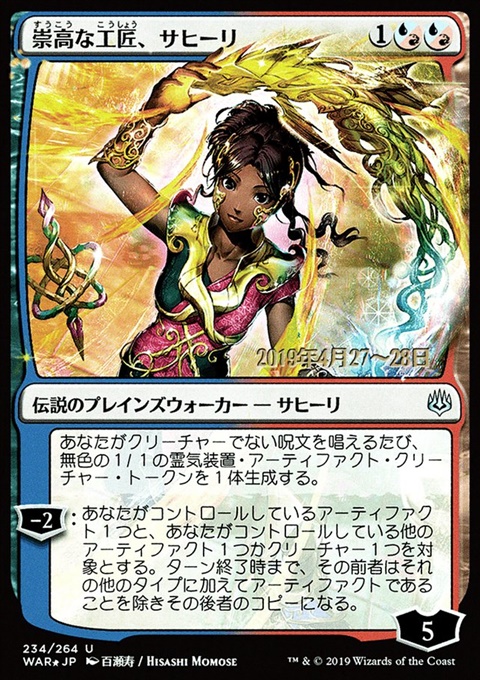 すうこう こうしょう
崇高な工匠、サヒーリ 1
2019年4月27~28日
伝説のプレインズウォーカー — サヒーリ
あなたがクリーチャーでない呪文を唱えるたび、
無色の1/1の霊気装置・アーティファクト・クリー
チャー・トークンを1体生成する。
-2:あなたがコントロールしているアーティファク
ト1つと、あなたがコントロールしている他の
アーティファクト1つかクリーチャー1つを対
象とする。ターン終了時まで、その前者はそれ
の他のタイプに加えてアーティファクトである
ことを除きその後者のコピーになる。
5
234/264 U
WAR★JP 百瀬寿 / HISASHI MOMOSE
™ & © 2019 Wizards of the Coast